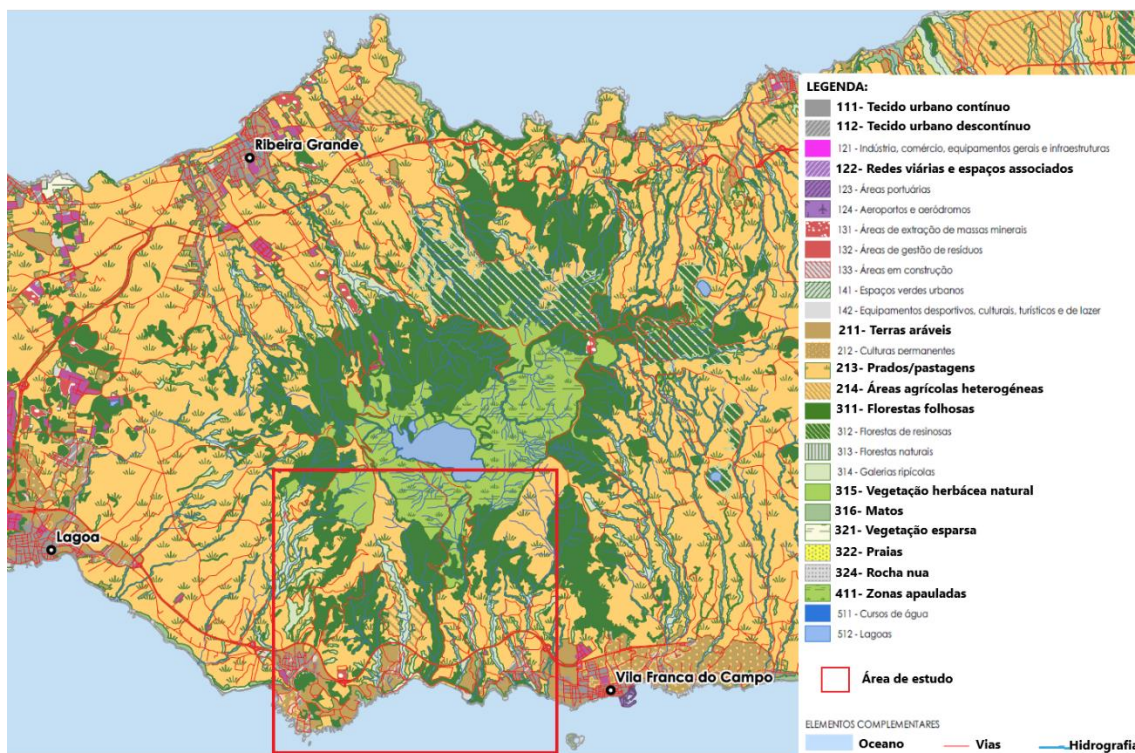 Ribeira Grande
Lagoa
Vila Franca do Campo
LEGENDA:
111- Tecido urbano contínuo
112- Tecido urbano descontínuo
121 - Indústria, comércio, equipamentos gerais e infraestruturas
122- Redes viárias e espaços associados
123 - Áreas portuárias
124 - Aeroportos e aeródromos
131 - Áreas de extração de massas minerais
132 - Áreas de gestão de resíduos
133 - Áreas em construção
141 - Espaços verdes urbanos
142 - Equipamentos desportivos, culturais, turísticos e de lazer
211- Terras aráveis
212 - Culturas permanentes
213- Prados/pastagens
214- Áreas agrícolas heterogéneas
311- Florestas folhosas
312 - Florestas de resinosas
313 - Florestas naturais
314 - Galerias ripícolas
315- Vegetação herbácea natural
316- Matos
321- Vegetação esparsa
322- Praias
324- Rocha nua
411- Zonas apauladas
511 - Cursos de água
512 - Lagoas
Área de estudo
ELEMENTOS COMPLEMENTARES
Oceano Vias Hidrografia